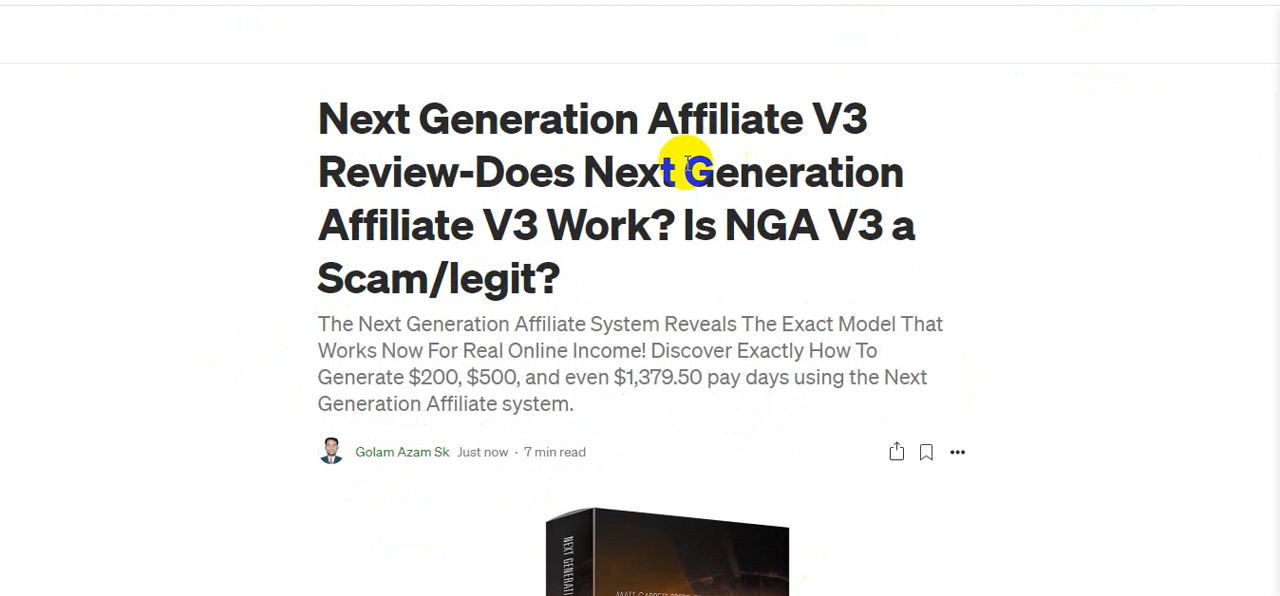 Next Generation Affiliate V3
Review-Does Next Generation
Affiliate V3 Work? Is NGA V3 a
Scam/legit?
The Next Generation Affiliate System Reveals The Exact Model That
Works Now For Real Online Income! Discover Exactly How To
Generate $200, $500, and even $1,379.50 pay days using the Next
Generation Affiliate system.
Golam Azam Sk Just now · 7 min read
NEXT GENERATI